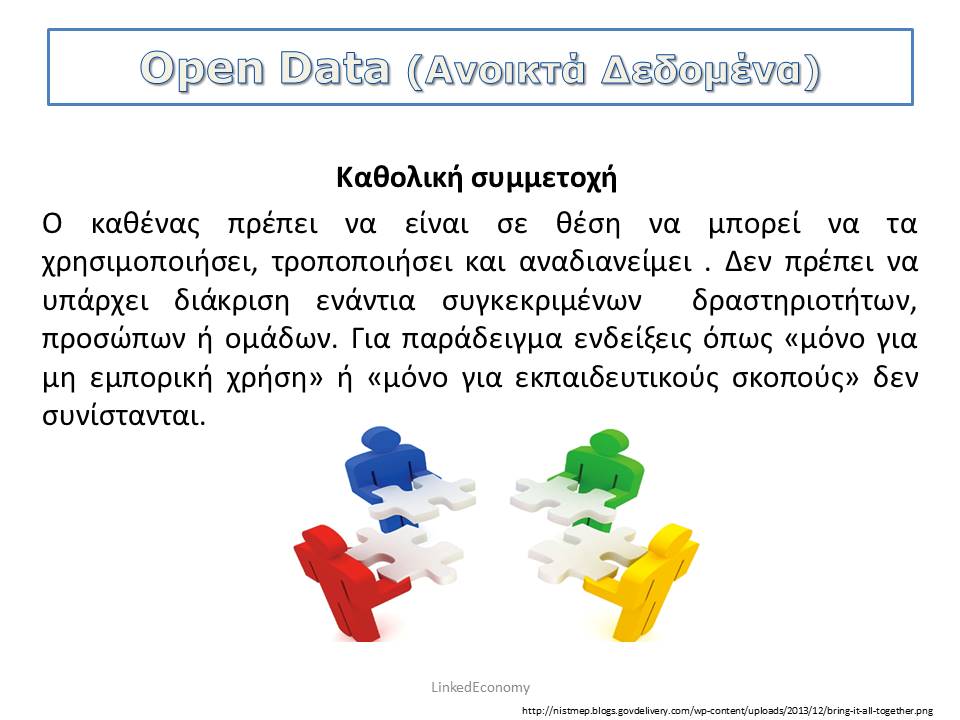 Open Data (Ανοικτά Δεδομένα)
Καθολική συμμετοχή
Ο καθένας πρέπει να είναι σε θέση να μπορεί να τα
χρησιμοποιήσει, τροποποιήσει και αναδιανείμει . Δεν πρέπει να
υπάρχει διάκριση ενάντια συγκεκριμένων δραστηριοτήτων,
προσώπων ή ομάδων. Για παράδειγμα ενδείξεις όπως «μόνο για
μη εμπορική χρήση» ή «μόνο για εκπαιδευτικούς σκοπούς» δεν
συνίστανται.
LinkedEconomy
http://nistmep.blogs.govdelivery.com/wp-content/uploads/2013/12/bring-it-all-together.png